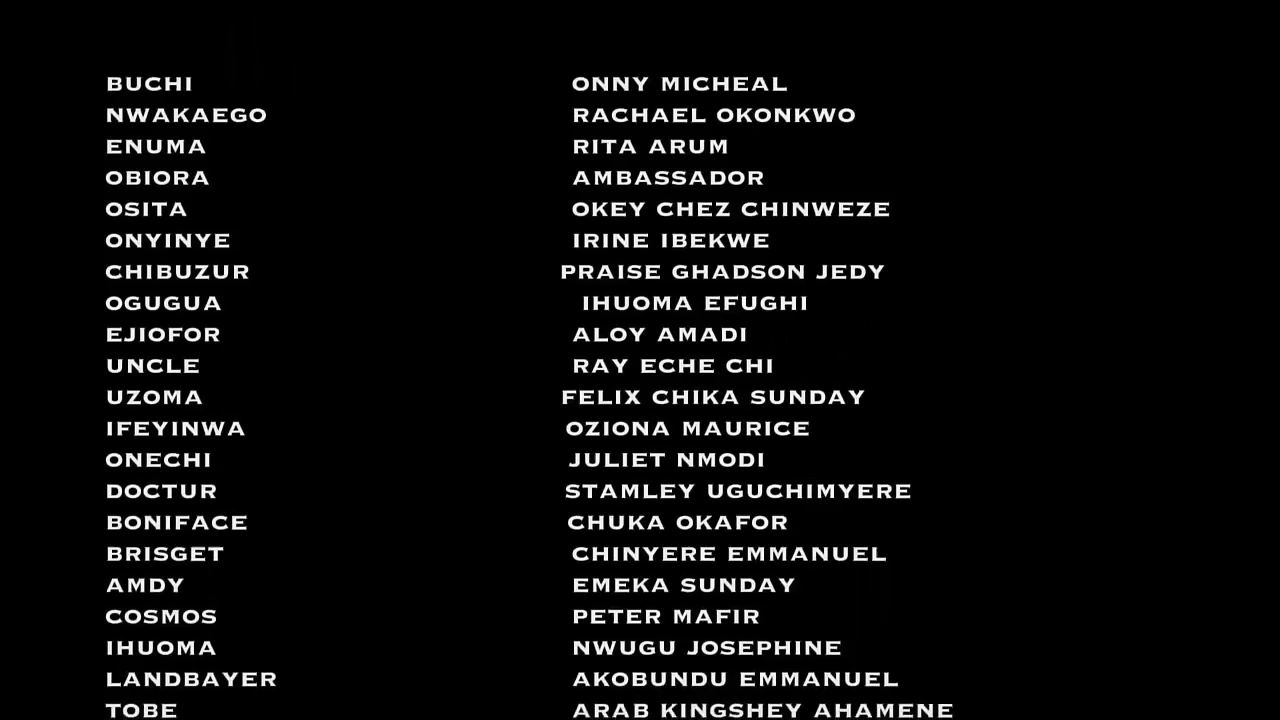 BUCHI ONNY MICHEAL
NWAKAEGO RACHAEL OKONKWO
ENUMA RITA ARUM
OBIORA AMBASSADOR
OSITA OKEY CHEZ CHINWEZE
ONYINYE IRINE IBEKWE
CHIBUZUR PRAISE GHADSON JEDY
OGUGUA IHUOMA EFUGHI
EJIOFOR ALOY AMADI
UNCLE RAY ECHE CHI
UZOMA FELIX CHIKA SUNDAY
IFEYINWA OZIONA MAURICE
ONECHI JULIET NMODI
DOCTUR STAMLEY UGUCHIMYERE
BONIFACE CHUKA OKAFOR
BRISGET CHINYERE EMMANUEL
AMDY EMEKA SUNDAY
COSMOS PETER MAFIR
IHUOMA NWUGU JOSEPHINE
LANDBAYER AKOBUNDU EMMANUEL
TOBE ARAB KINGSHEY AHAMENE